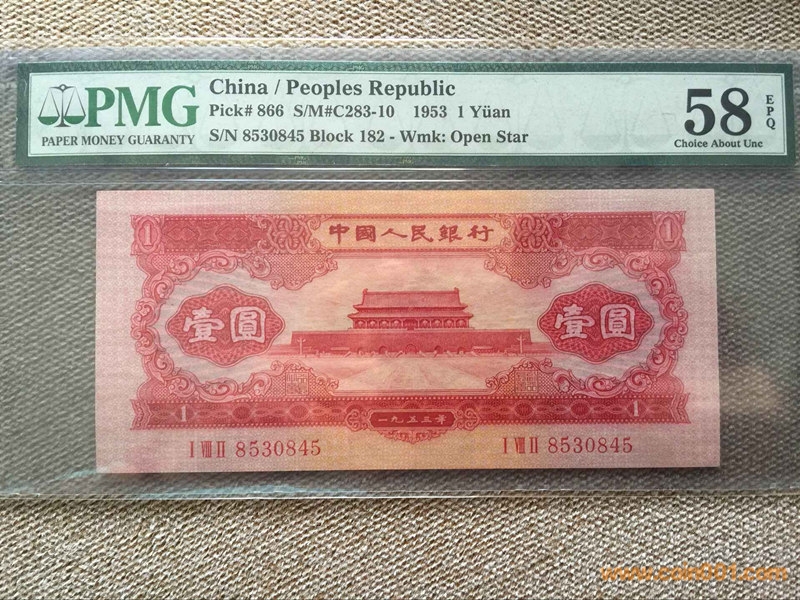 PMG
PAPER MONEY GUARANTY
China / Peoples Republic
Pick# 866 S/M#C283-10 1953 1 Yüan
S/N 8530845 Block 182 - Wmk: Open Star
58 EPQ
Choice About Unc
中國人民銀行
1 1
壹圓 壹圓
1 一九五三年 1
I VIII II 8530845 I VIII II 8530845
www.coin001.com